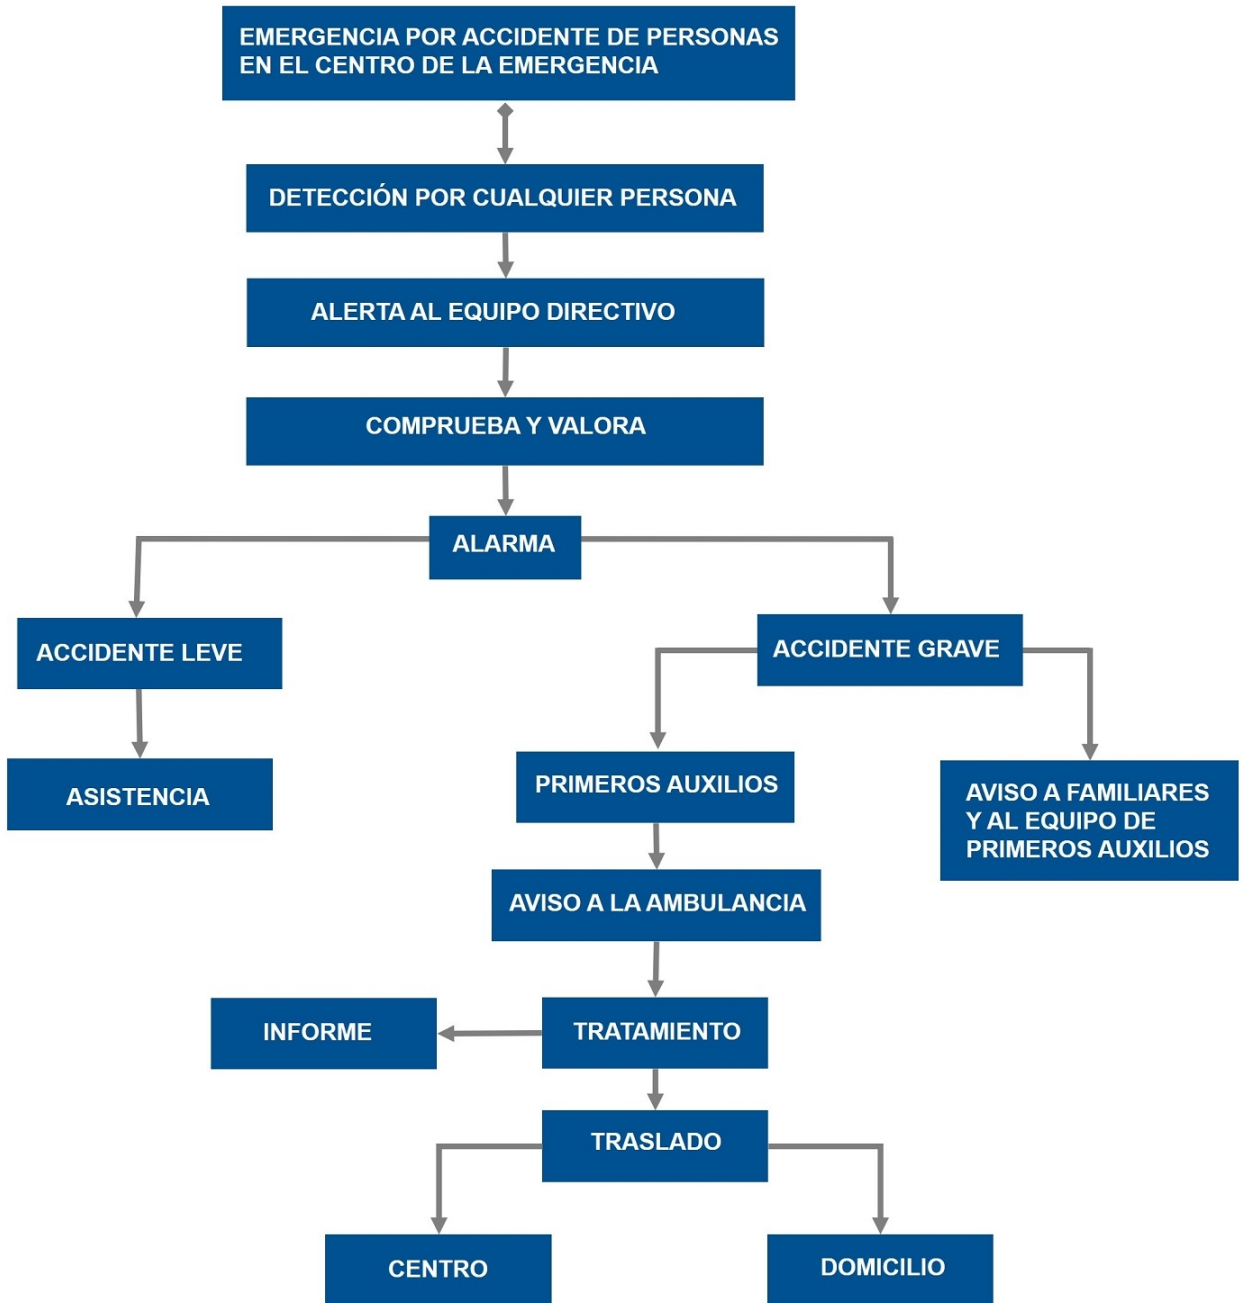 EMERGENCIA POR ACCIDENTE DE PERSONAS
EN EL CENTRO DE LA EMERGENCIA
DETECCIÓN POR CUALQUIER PERSONA
ALERTA AL EQUIPO DIRECTIVO
COMPRUEBA Y VALORA
ALARMA
ACCIDENTE LEVE
ACCIDENTE GRAVE
ASISTENCIA
PRIMEROS AUXILIOS
AVISO A FAMILIARES
Y AL EQUIPO DE
PRIMEROS AUXILIOS
AVISO A LA AMBULANCIA
INFORME
TRATAMIENTO
TRASLADO
CENTRO
DOMICILIO